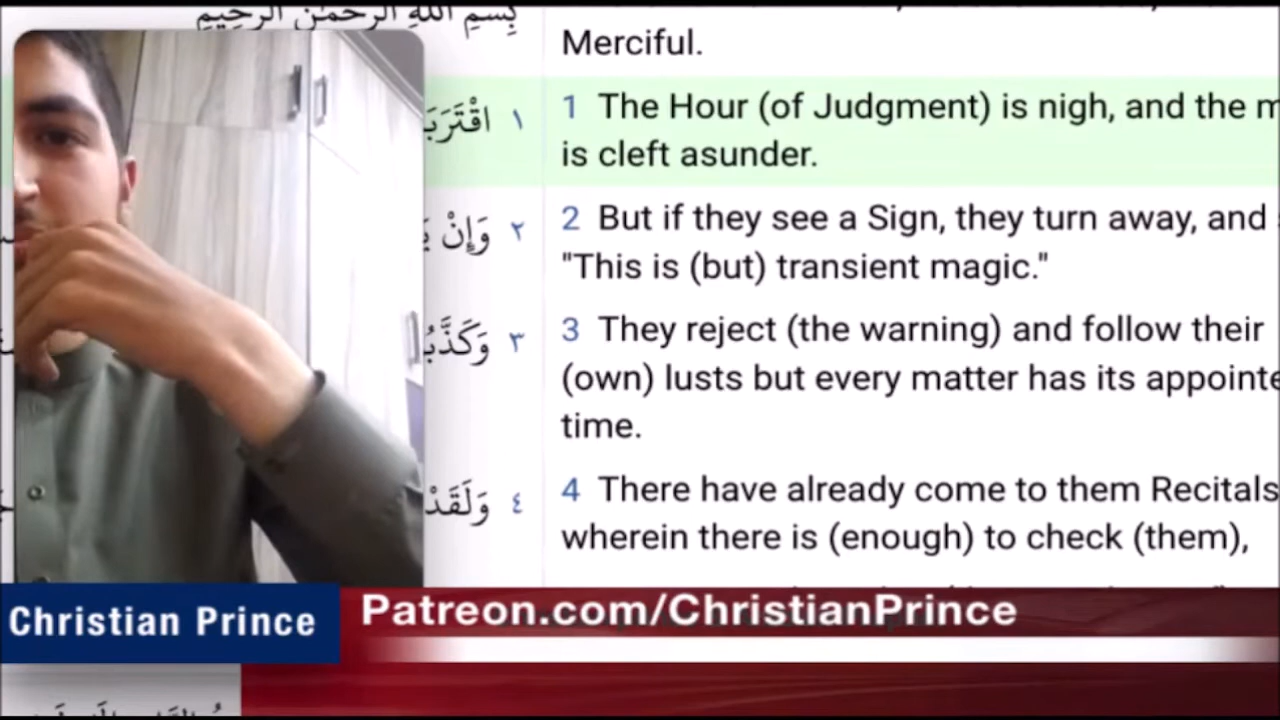 بِسْمِ اللَّهِ الرَّحْمَٰنِ الرَّحِيمِ
Merciful.
١
1 The Hour (of Judgment) is nigh, and the
is cleft asunder.
٢ وَإِنْ
2 But if they see a Sign, they turn away, and
"This is (but) transient magic."
٣
3 They reject (the warning) and follow their
(own) lusts but every matter has its
time.
٤ وَلَقَدْ
4 There have already come to them Recitals
wherein there is (enough) to check (them),
Christian Prince
Patreon.com/ChristianPrince